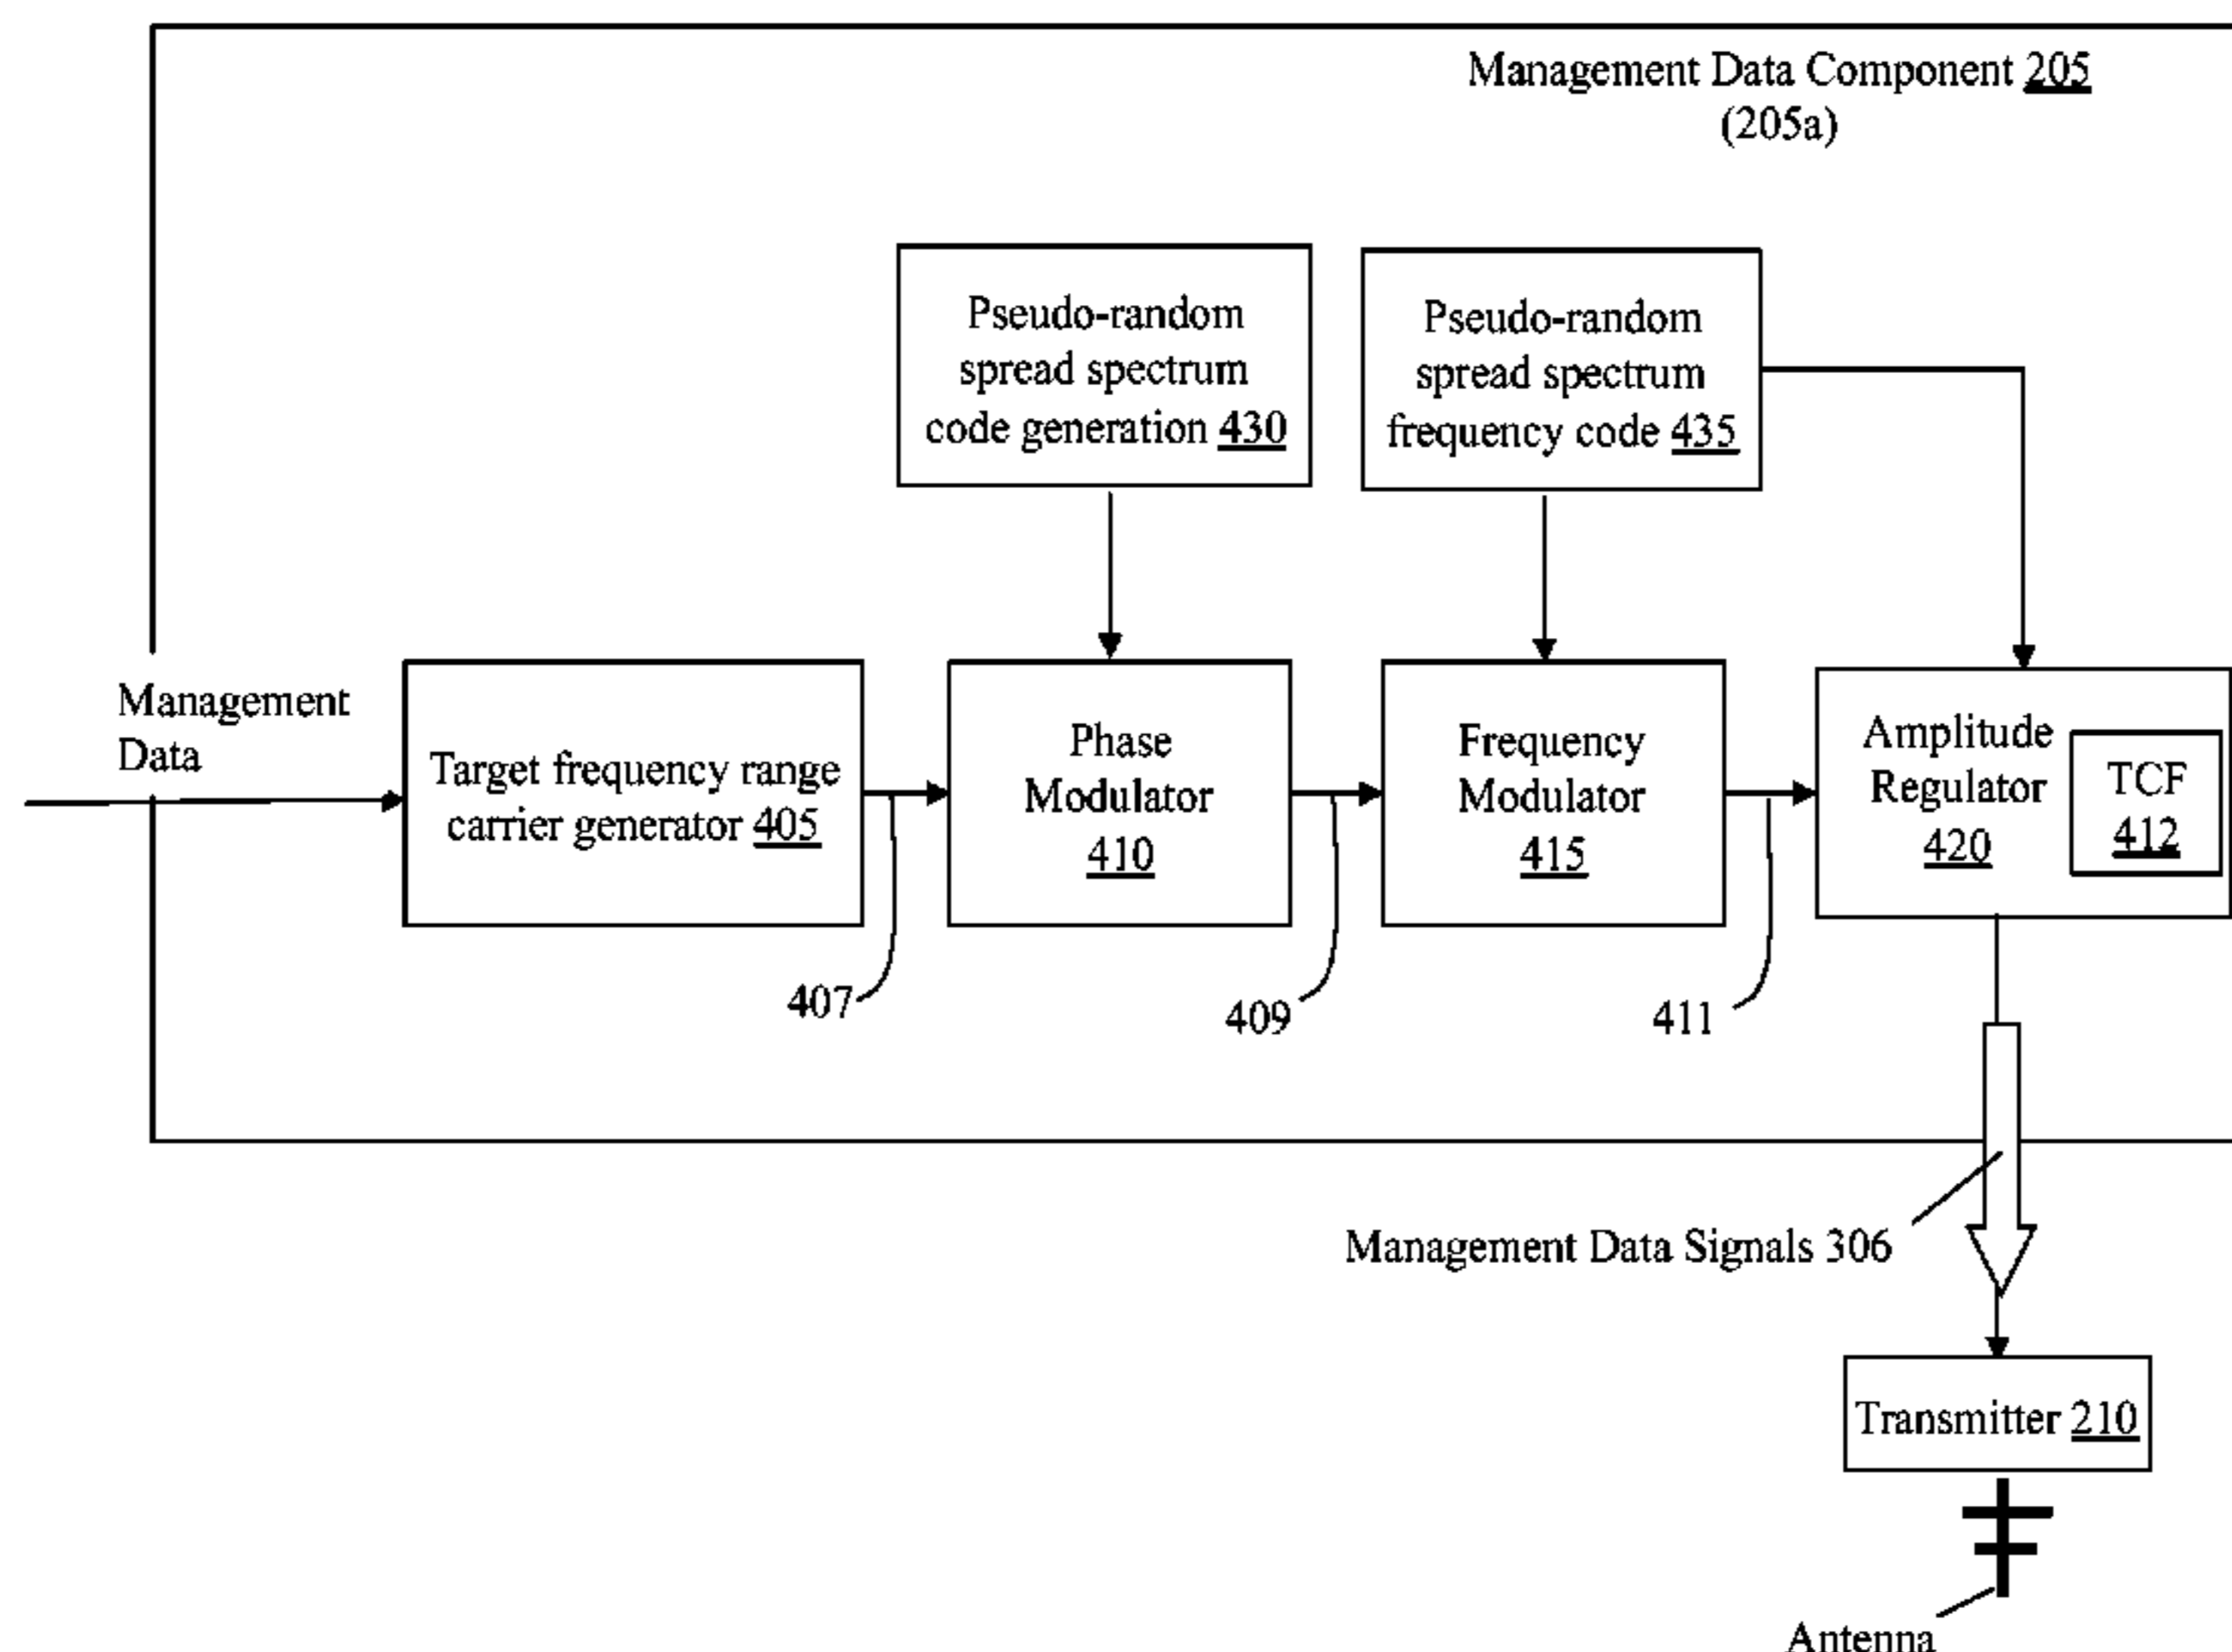 Management Data Component 205
(205a)
Pseudo-random
spread spectrum
code generation 430
Pseudo-random
spread spectrum
frequency code 435
Management
Data
Target frequency range
carrier generator 405
Phase
Modulator
410
Frequency
Modulator
415
Amplitude
Regulator
420
TCF
412
407
409
411
Management Data Signals 306
Transmitter 210
Antenna